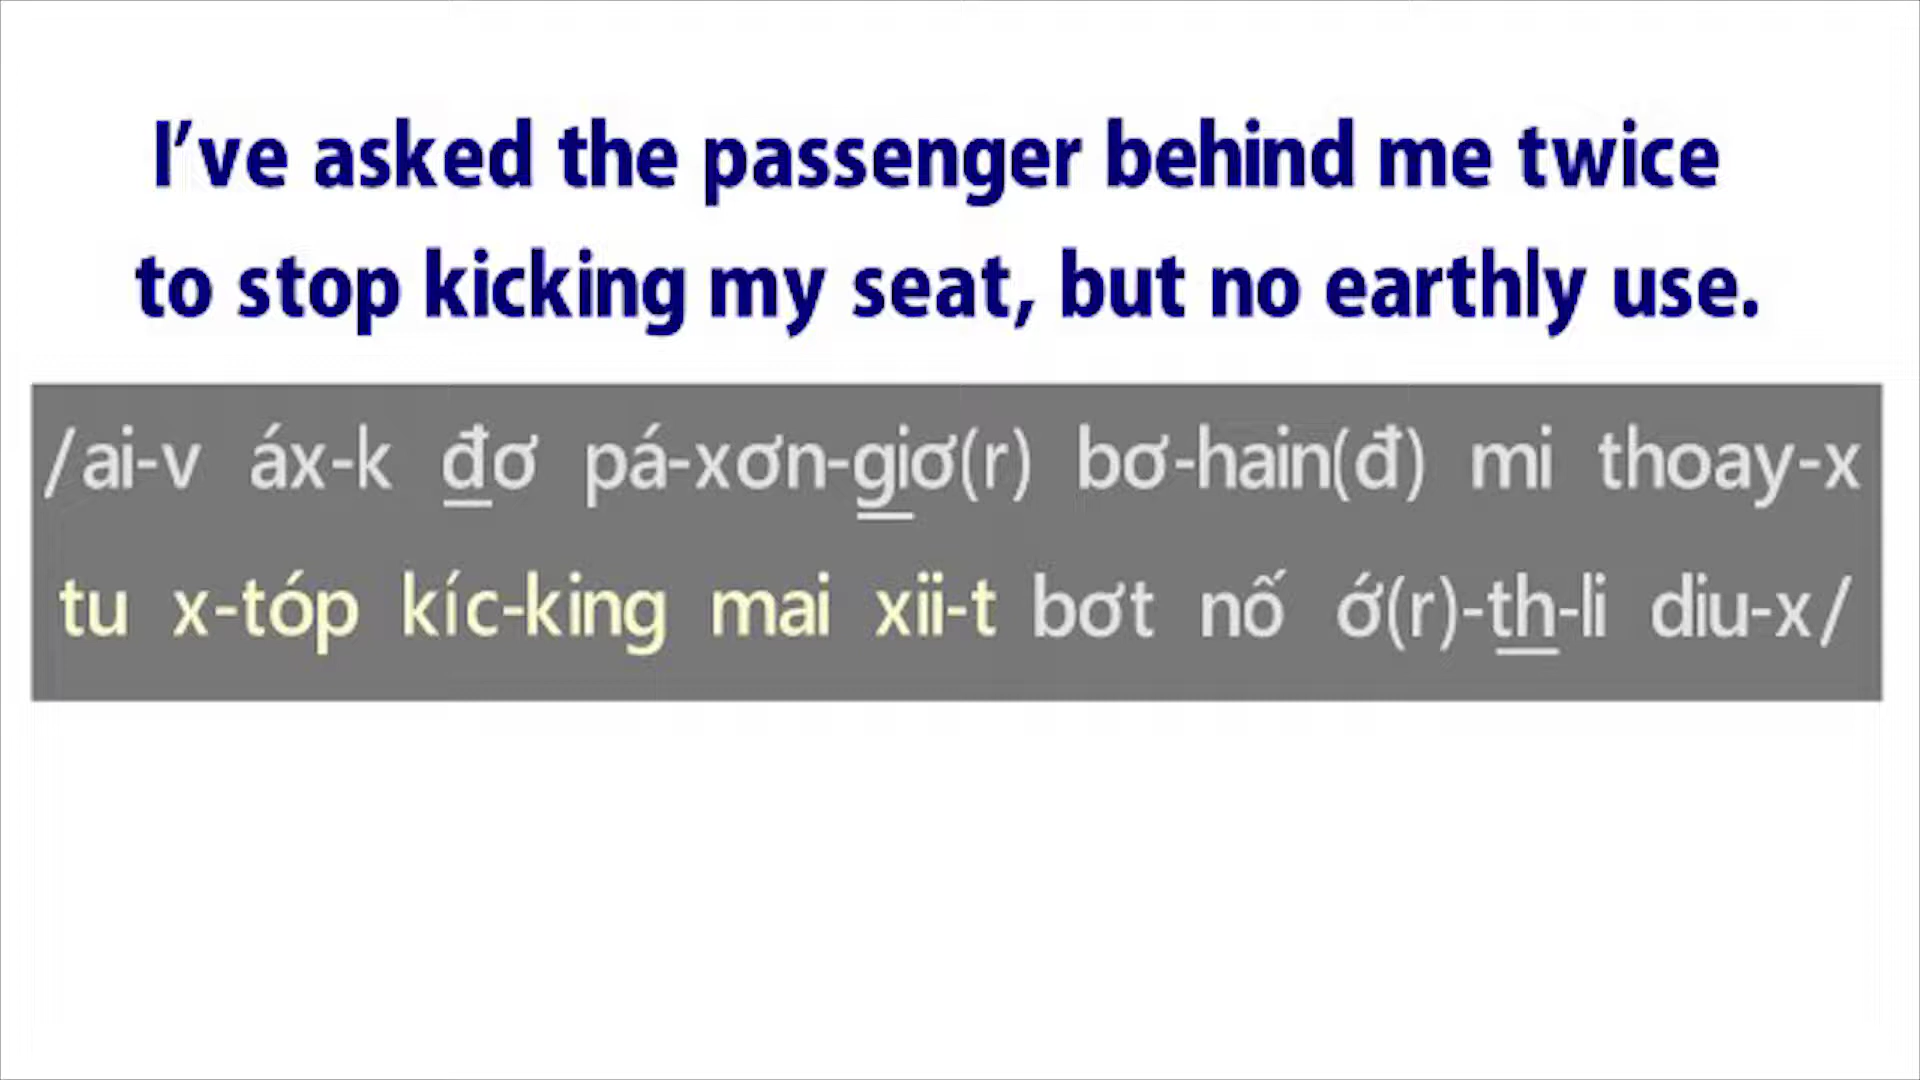 I’ve asked the passenger behind me twice
to stop kicking my seat, but no earthly use.
/ai-v áx-k đơ pá-xơn-giơ(r) bơ-hain(đ) mi thoay-x
tu x-tóp kíc-king mai xii-t bơt nố ớ(r)-th-li diu-x/